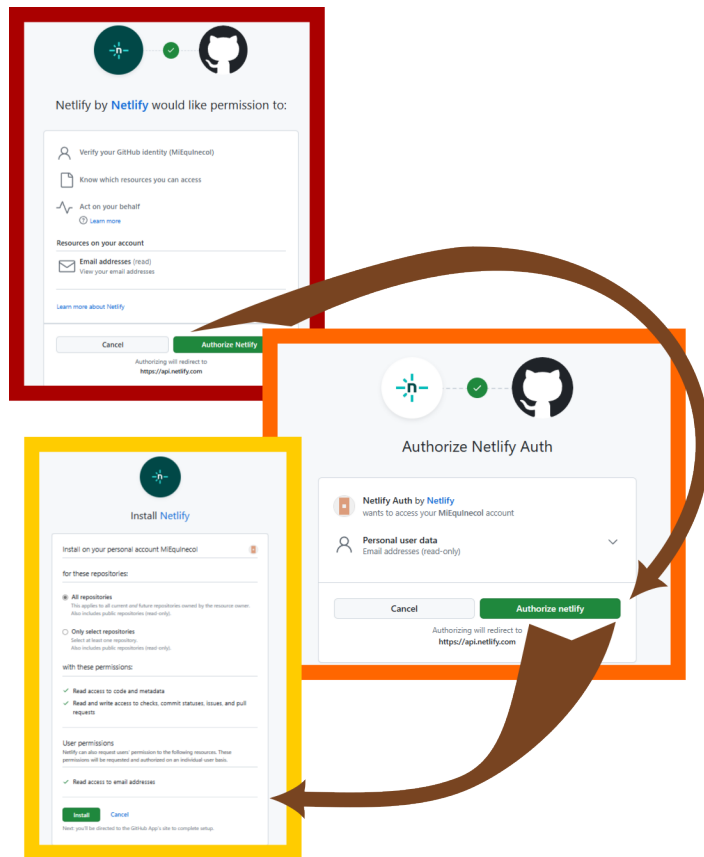 n
Netlify by Netlify would like permission to:
Verify your GitHub identity (MiEquInecol)
Know which resources you can access
Act on your behalf
? Learn more
Resources on your account
Email addresses (read)
View your email addresses
Learn more about Netlify
Cancel
Authorize Netlify
Authorizing will redirect to
https://api.netlify.com
n
Authorize Netlify Auth
Netlify Auth by Netlify
wants to access your MiEquInecol account
Personal user data
Email addresses (read-only)
Cancel
Authorize netlify
Authorizing will redirect to
https://api.netlify.com
n
Install Netlify
Install on your personal account MiEquInecol
for these repositories:
All repositories
This applies to all current and future repositories owned by the resource owner.
Also includes public repositories (read-only).
Only select repositories
Select at least one repository.
Also includes public repositories (read-only).
with these permissions:
Read access to code and metadata
Read and write access to checks, commit statuses, issues, and pull
requests
User permissions
Netlify can also request users' permission to the following resources. These
permissions will be requested and authorized on an individual user basis.
Read access to email addresses
Install
Cancel
Next: you'll be directed to the GitHub App's site to complete setup.